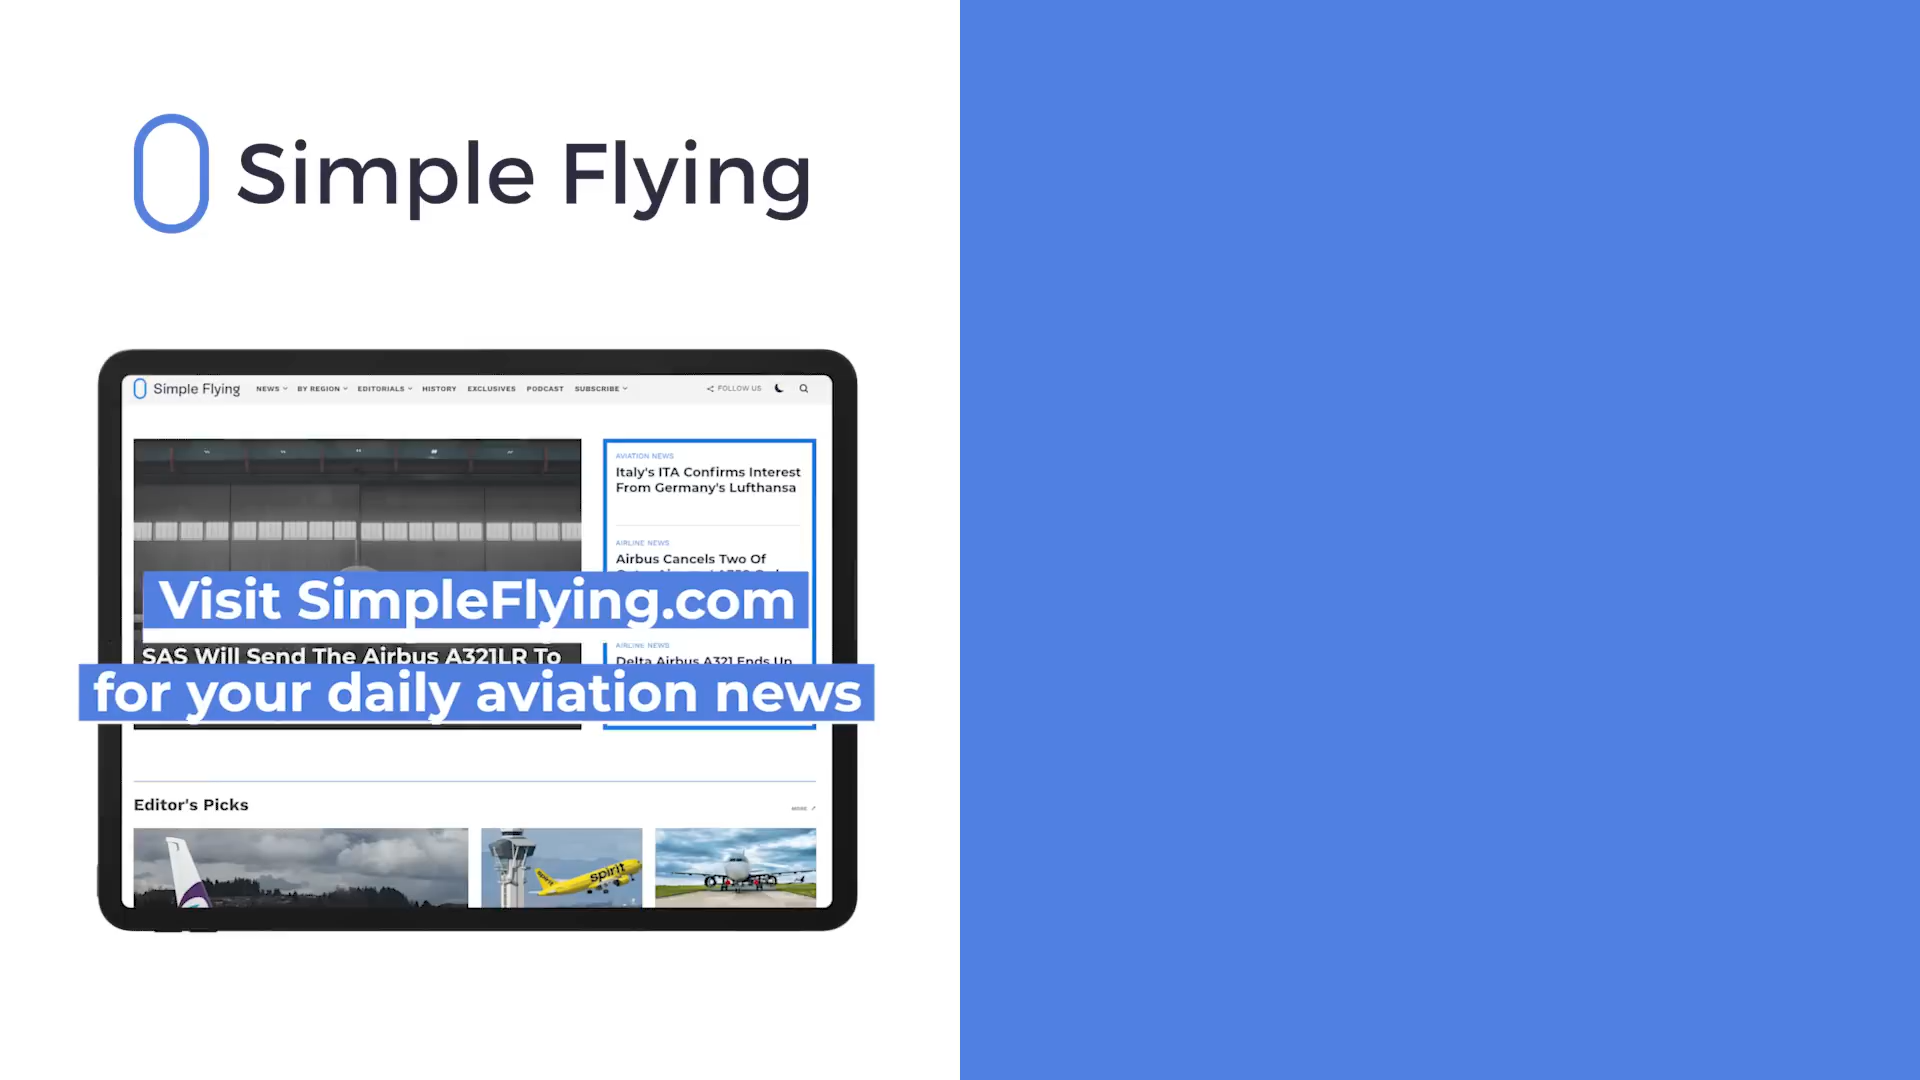 Simple Flying
Simple Flying
NEWS BY REGION EDITORIALS HISTORY EXCLUSIVES PODCAST SUBSCRIBE FOLLOW US
AVIATION NEWS
Italy's ITA Confirms Interest
From Germany's Lufthansa
AIRLINE NEWS
Airbus Cancels Two Of
Visit SimpleFlying.com
AIRLINE NEWS
SAS Will Send The Airbus A321LR To
Delta Airbus A321 Ends Up
for your daily aviation news
Editor's Picks
MORE
spirit
spirit